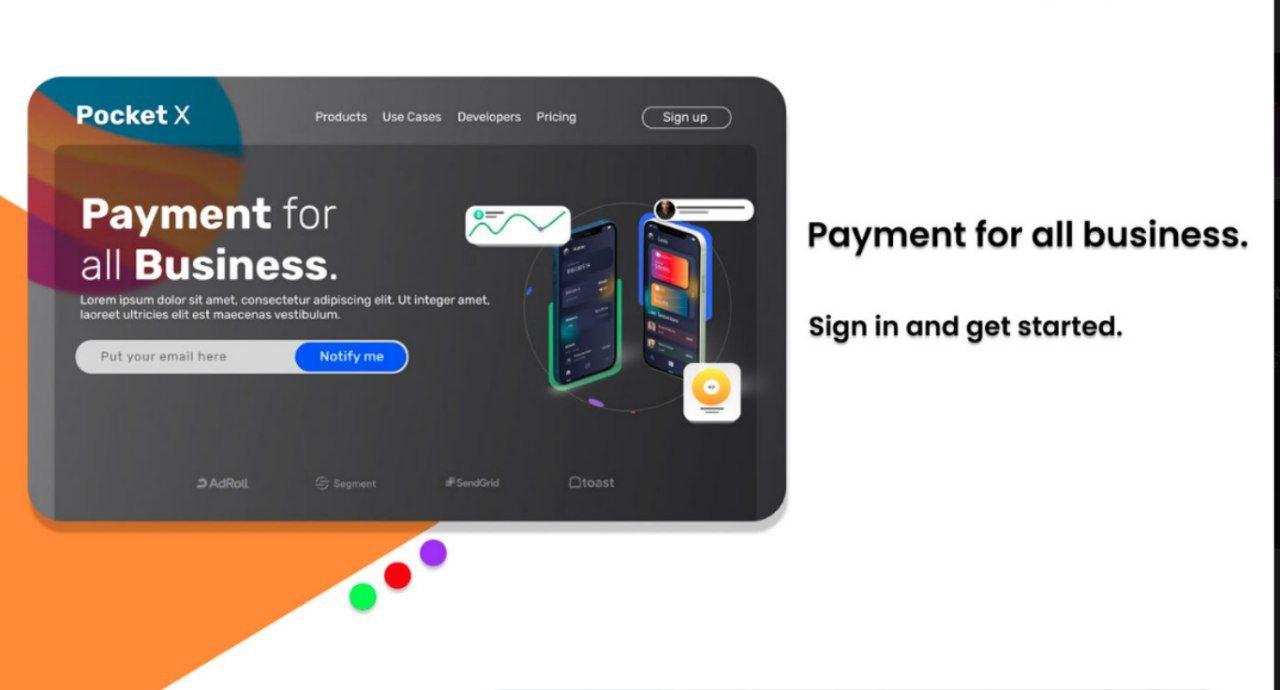 Pocket X
Products Use Cases Developers Pricing
Sign up
Payment for
all Business.
Lorem ipsum dolor sit amet, consectetur adipiscing elit. Ut integer amet,
laoreet ultricies elit est maecenas vestibulum.
Put your email here
Notify me
AdRoll
Segment
SendGrid
toast
Payment for all business.
Sign in and get started.